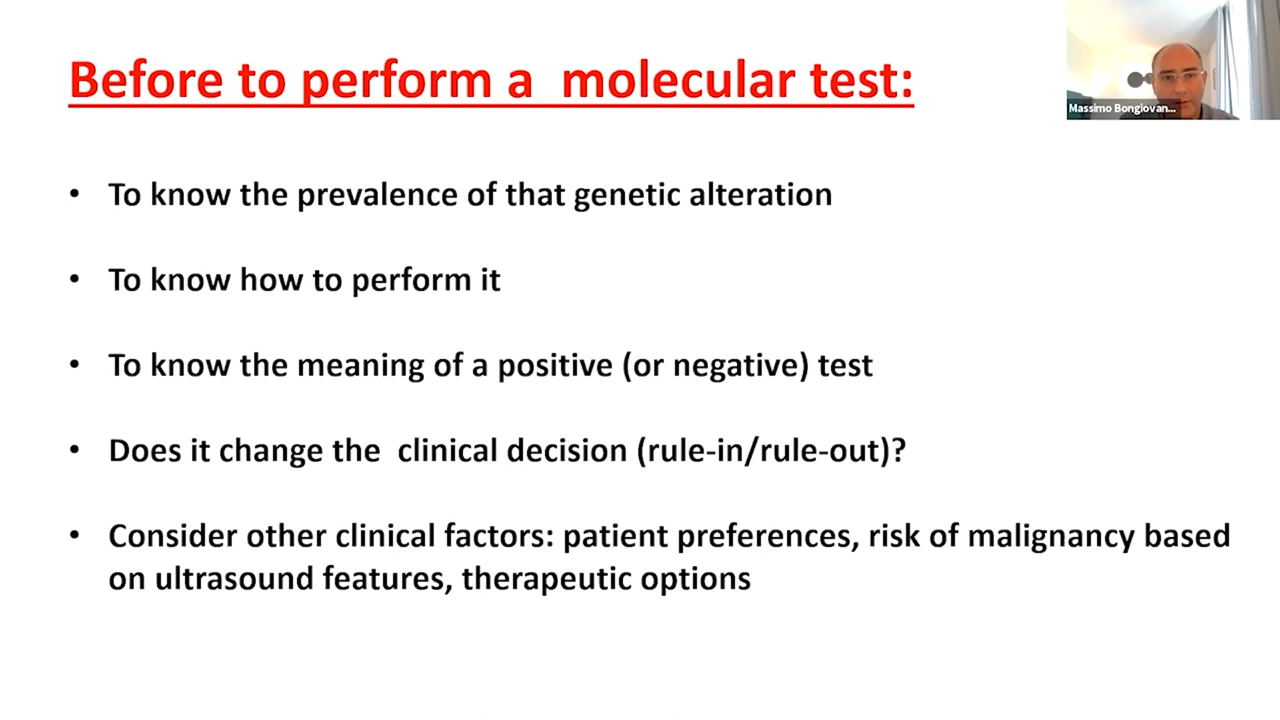 Before to perform a  molecular test:
Massimo Bongiovan...
• To know the prevalence of that genetic alteration
• To know how to perform it
• To know the meaning of a positive (or negative) test
• Does it change the  clinical decision (rule-in/rule-out)?
• Consider other clinical factors: patient preferences, risk of malignancy based
on ultrasound features, therapeutic options